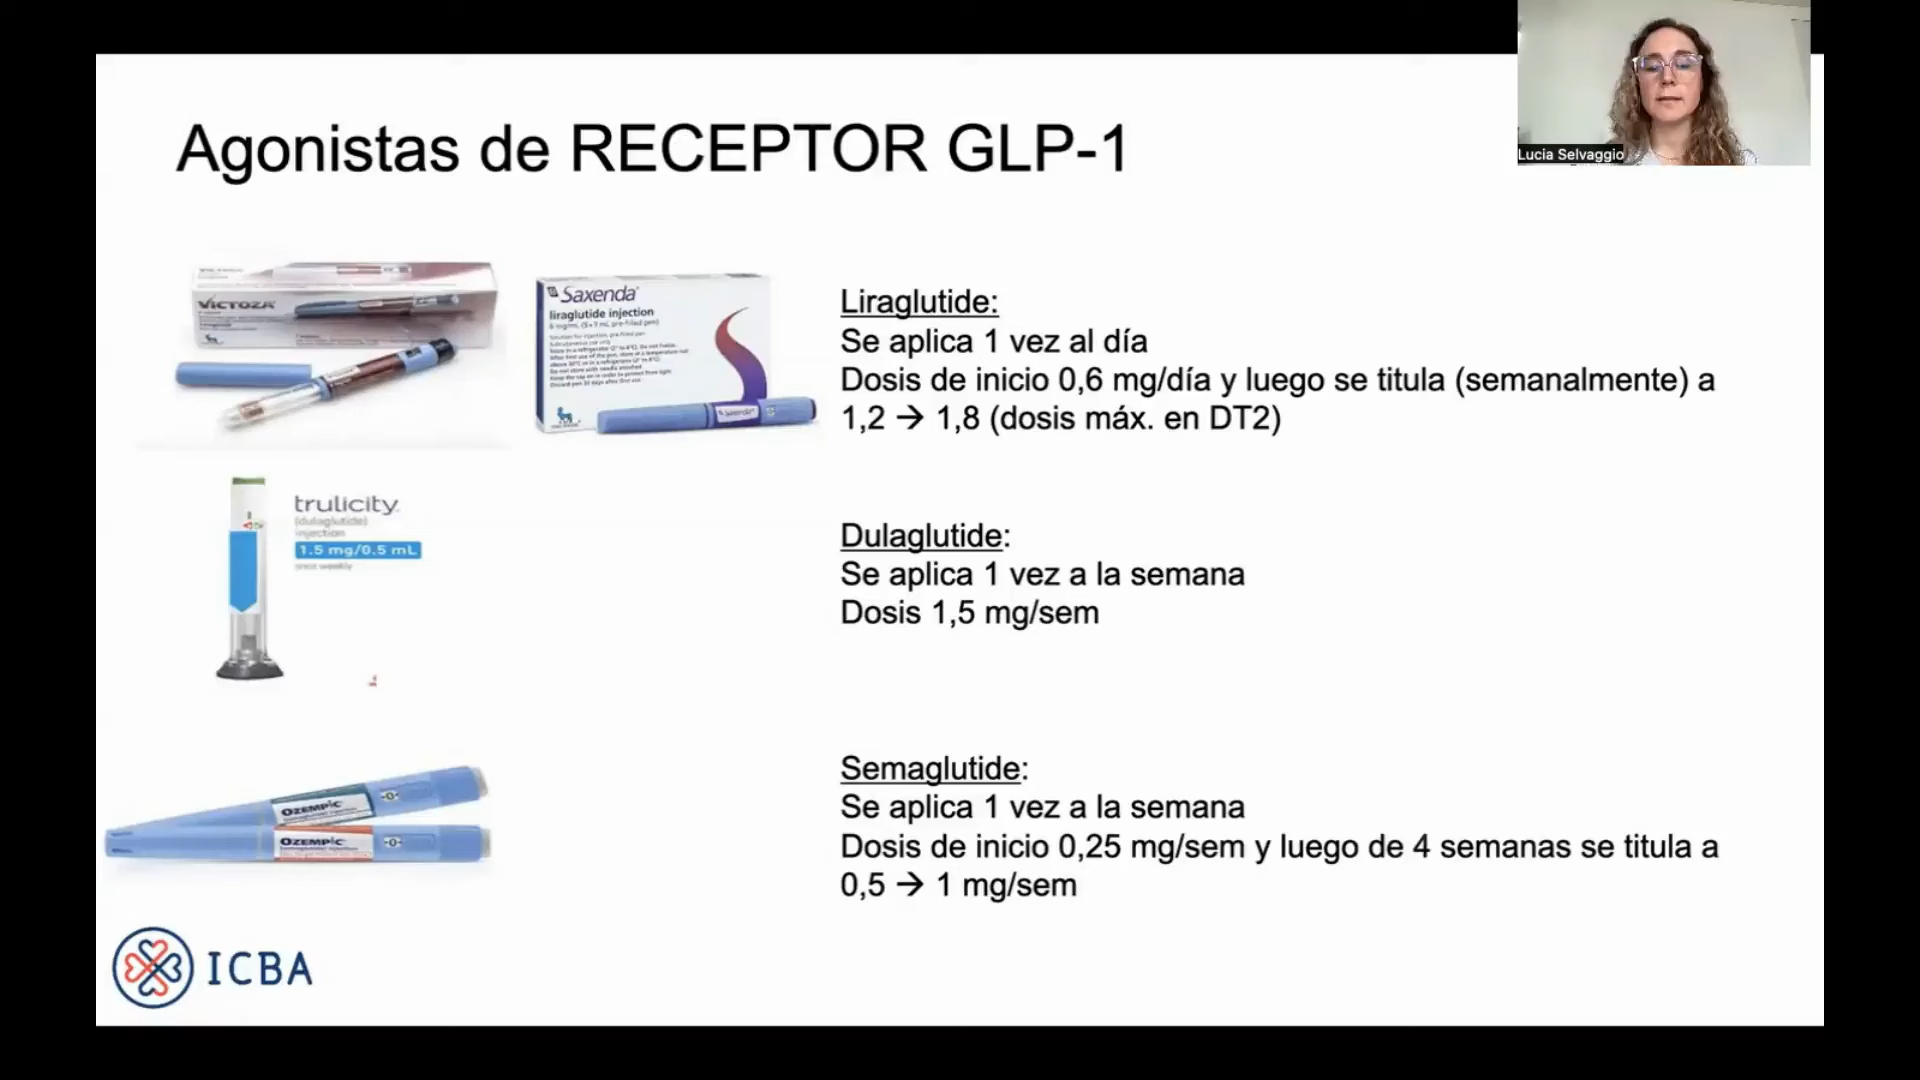 Lucia Selvaggio
Agonistas de RECEPTOR GLP-1
VICTOZA
Saxenda
liraglutide injection
Liraglutide:
Se aplica 1 vez al día
Dosis de inicio 0,6 mg/día y luego se titula (semanalmente) a
1,2 → 1,8 (dosis máx. en DT2)
trulicity
(dulaglutide)
injection
1.5 mg/0.5 mL
once weekly
Dulaglutide:
Se aplica 1 vez a la semana
Dosis 1,5 mg/sem
OZEMPIC
OZEMPIC
Semaglutide:
Se aplica 1 vez a la semana
Dosis de inicio 0,25 mg/sem y luego de 4 semanas se titula a
0,5 → 1 mg/sem
ICBA